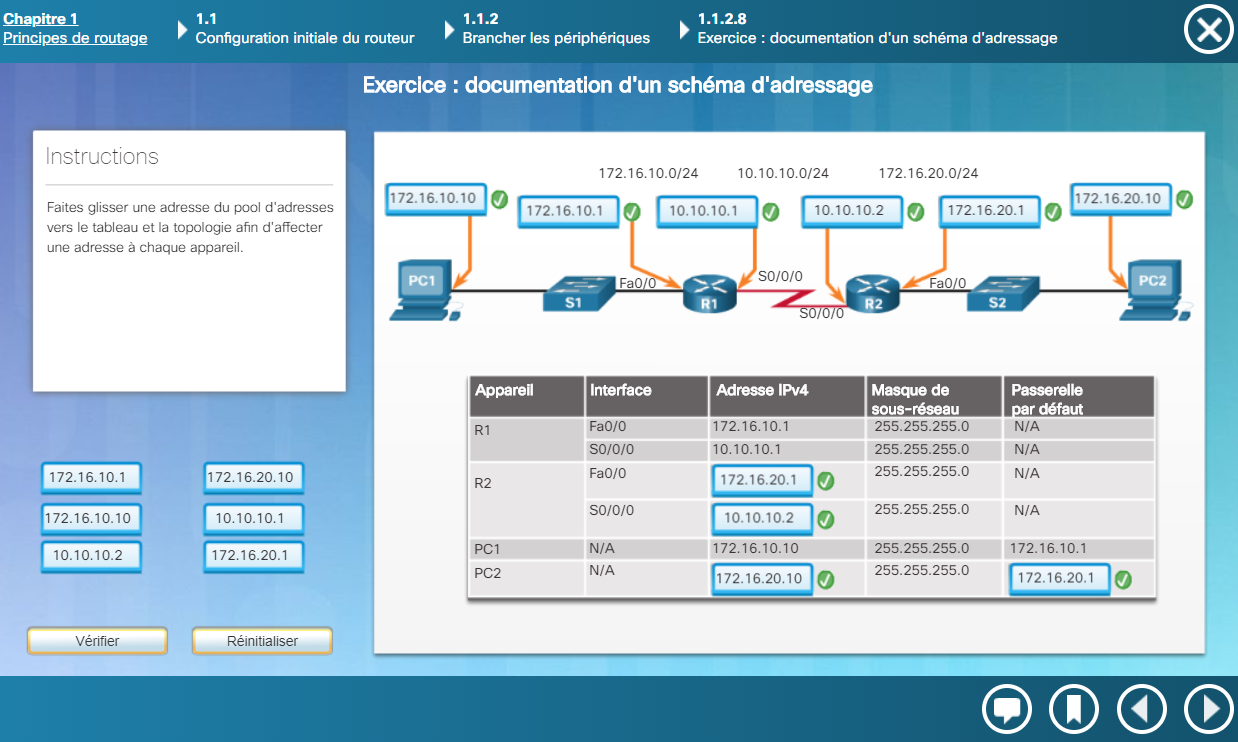 Chapitre 1
Principes de routage
1.1
Configuration initiale du routeur
1.1.2
Brancher les périphériques
1.1.2.8
Exercice : documentation d'un schéma d'adressage
Exercice : documentation d'un schéma d'adressage
Instructions
Faites glisser une adresse du pool d'adresses
vers le tableau et la topologie afin d'affecter
une adresse à chaque appareil.
172.16.10.1 172.16.20.10
172.16.10.10 10.10.10.1
10.10.10.2 172.16.20.1
Vérifier Réinitialiser
172.16.10.0/24 10.10.10.0/24 172.16.20.0/24
172.16.10.10 172.16.10.1 10.10.10.1 10.10.10.2 172.16.20.1 172.16.20.10
PC1 S1 Fa0/0 R1 S0/0/0 S0/0/0 R2 Fa0/0 S2 PC2
Appareil Interface Adresse IPv4 Masque de sous-réseau Passerelle par défaut
R1 Fa0/0 172.16.10.1 255.255.255.0 N/A
S0/0/0 10.10.10.1 255.255.255.0 N/A
R2 Fa0/0 172.16.20.1 255.255.255.0 N/A
S0/0/0 10.10.10.2 255.255.255.0 N/A
PC1 N/A 172.16.10.10 255.255.255.0 172.16.10.1
PC2 N/A 172.16.20.10 255.255.255.0 172.16.20.1